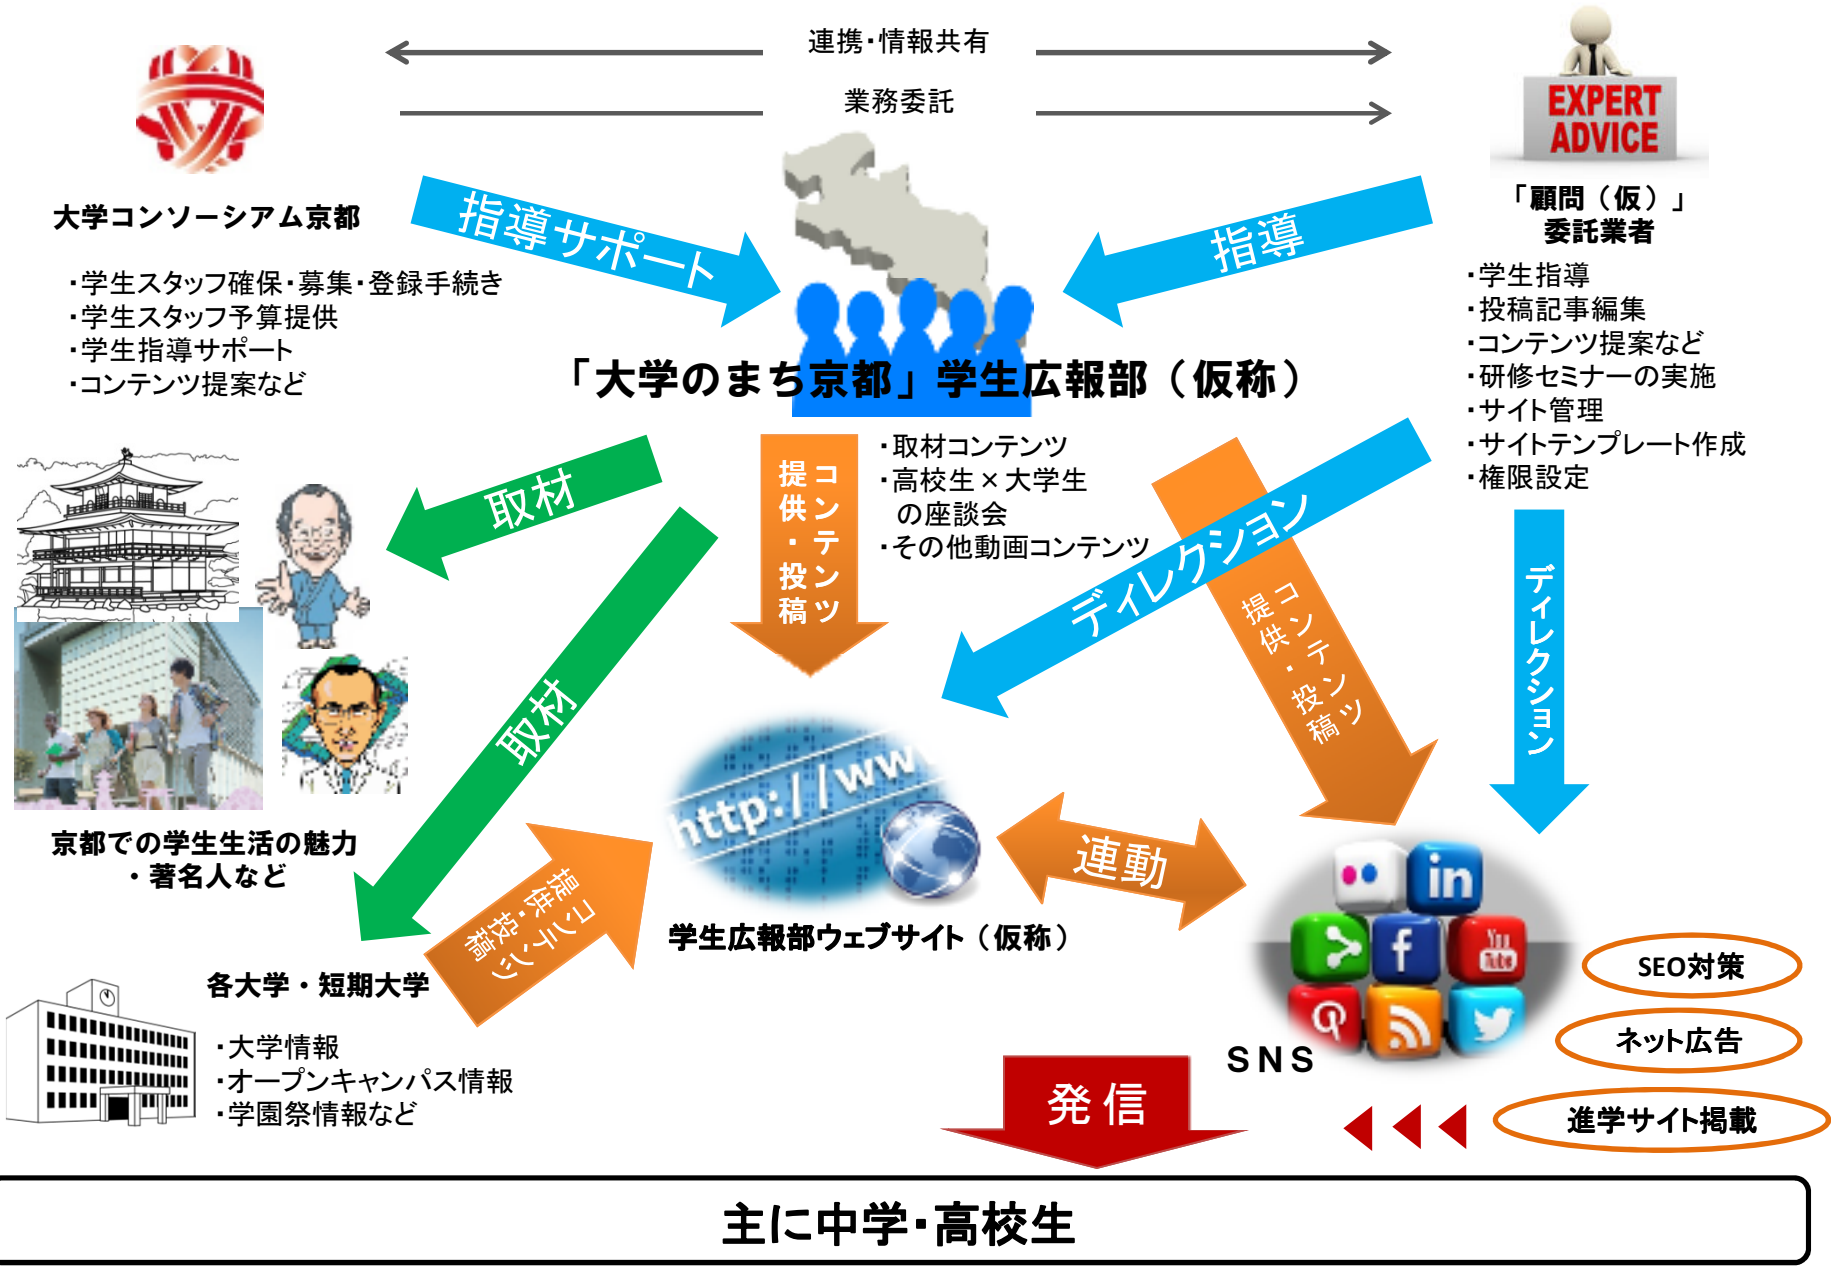 連携・情報共有
業務委託
EXPERT
ADVICE
大学コンソーシアム京都
・学生スタッフ確保・募集・登録手続き
・学生スタッフ予算提供
・学生指導サポート
・コンテンツ提案など
指導サポート
指導
「顧問（仮）」
委託業者
・学生指導
・投稿記事編集
・コンテンツ提案など
・研修セミナーの実施
・サイト管理
・サイトテンプレート作成
・権限設定
「大学のまち京都」学生広報部（仮称）
取材
コンテンツ
提供・投稿
・取材コンテンツ
・高校生×大学生
の座談会
・その他動画コンテンツ
ディレクション
コンテンツ
提供・投稿
ディレクション
取材
京都での学生生活の魅力
・著名人など
コンテンツ
提供・投稿
http://www
連動
学生広報部ウェブサイト（仮称）
in
f
You
Tube
SNS
SEO対策
ネット広告
進学サイト掲載
各大学・短期大学
・大学情報
・オープンキャンパス情報
・学園祭情報など
発信
主に中学・高校生